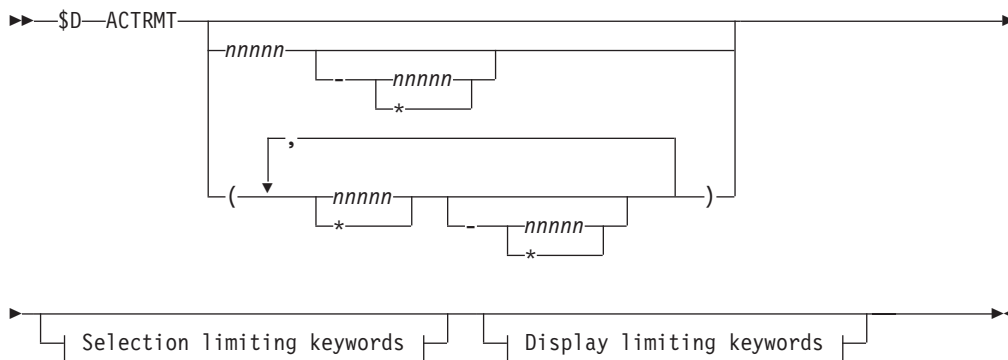 $D ACTRMT
nnnnn
- nnnnn
*
,
( nnnnn )
*
- nnnnn
*
Selection limiting keywords Display limiting keywords